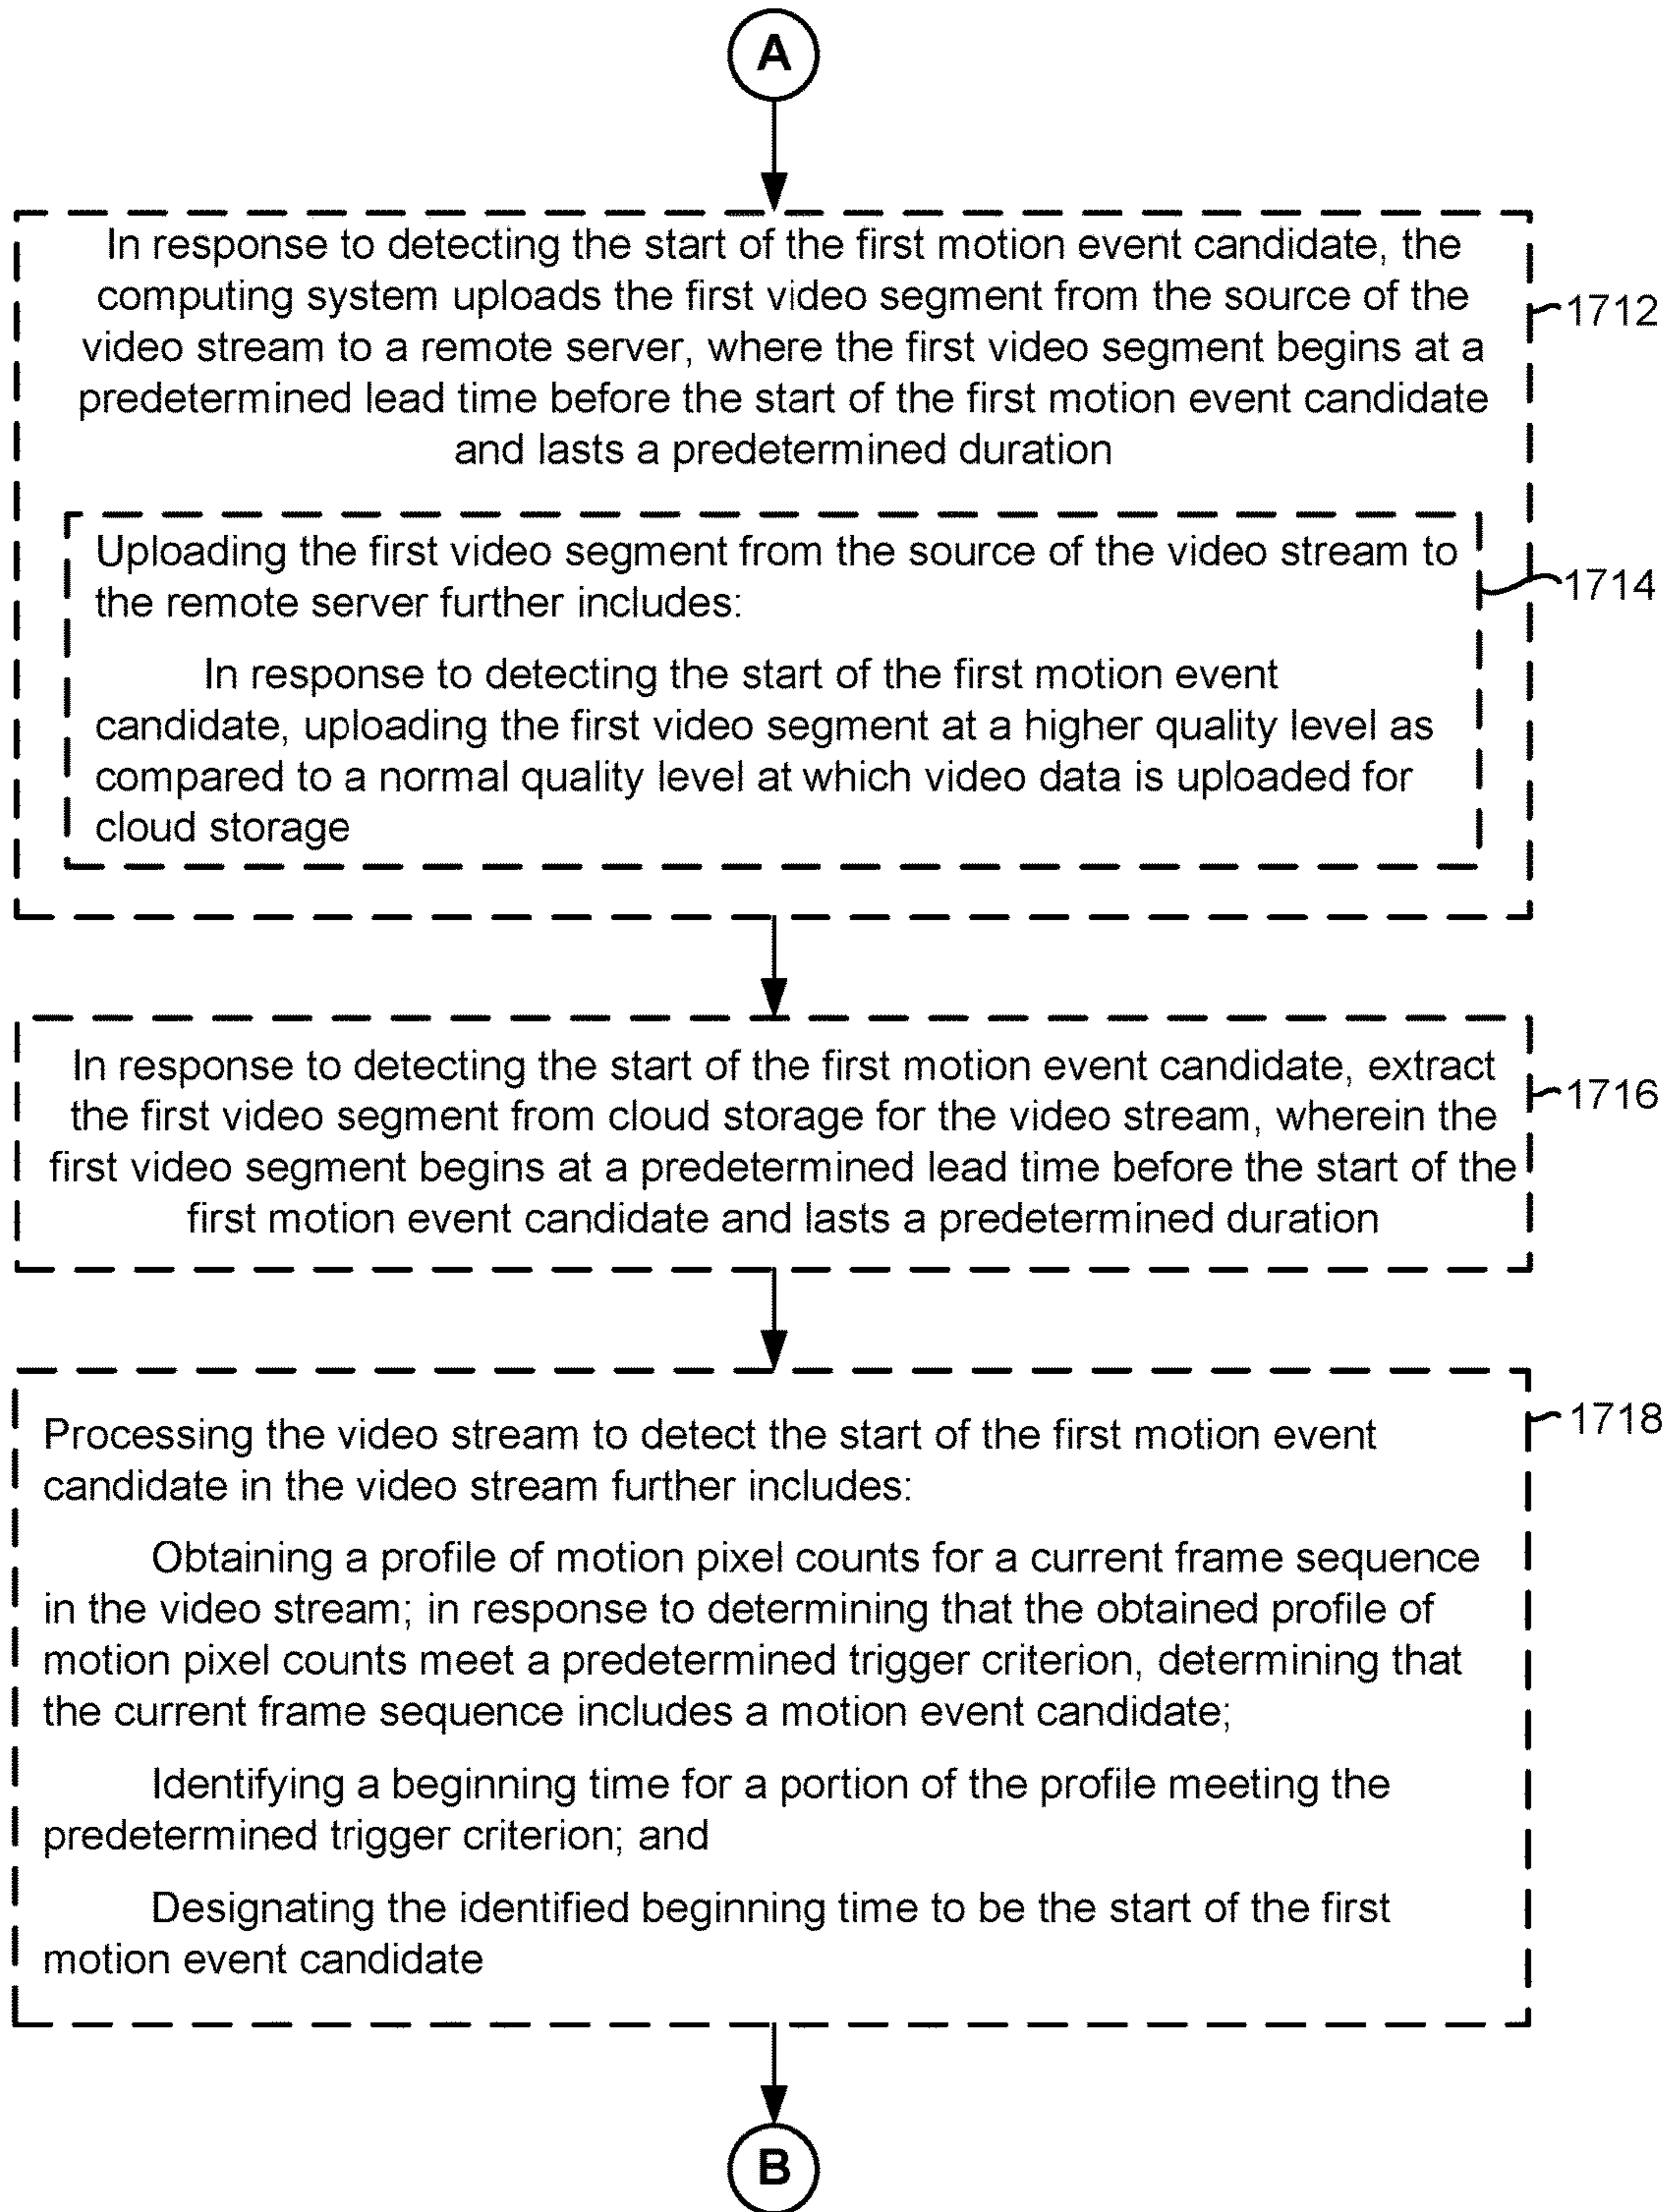 A
In response to detecting the start of the first motion event candidate, the
computing system uploads the first video segment from the source of the
video stream to a remote server, where the first video segment begins at a
predetermined lead time before the start of the first motion event candidate
and lasts a predetermined duration
1712
Uploading the first video segment from the source of the video stream to
the remote server further includes:
1714
In response to detecting the start of the first motion event
candidate, uploading the first video segment at a higher quality level as
compared to a normal quality level at which video data is uploaded for
cloud storage
In response to detecting the start of the first motion event candidate, extract
the first video segment from cloud storage for the video stream, wherein the
first video segment begins at a predetermined lead time before the start of the
first motion event candidate and lasts a predetermined duration
1716
Processing the video stream to detect the start of the first motion event
candidate in the video stream further includes:
1718
Obtaining a profile of motion pixel counts for a current frame sequence
in the video stream; in response to determining that the obtained profile of
motion pixel counts meet a predetermined trigger criterion, determining that
the current frame sequence includes a motion event candidate;
Identifying a beginning time for a portion of the profile meeting the
predetermined trigger criterion; and
Designating the identified beginning time to be the start of the first
motion event candidate
B